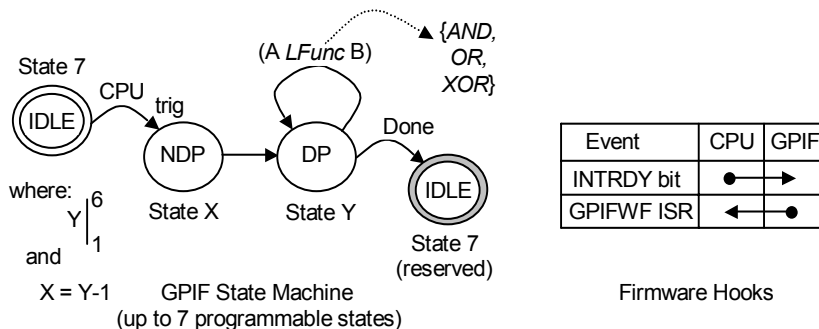 (A LFunc B)
{AND,
OR,
XOR}
State 7
CPU
trig
IDLE
NDP
DP
Done
IDLE
where:
Y|6
1
and
X = Y-1
State X
State Y
State 7
(reserved)
GPIF State Machine
(up to 7 programmable states)
Event CPU GPIF
INTRDY bit
GPIFWF ISR
Firmware Hooks